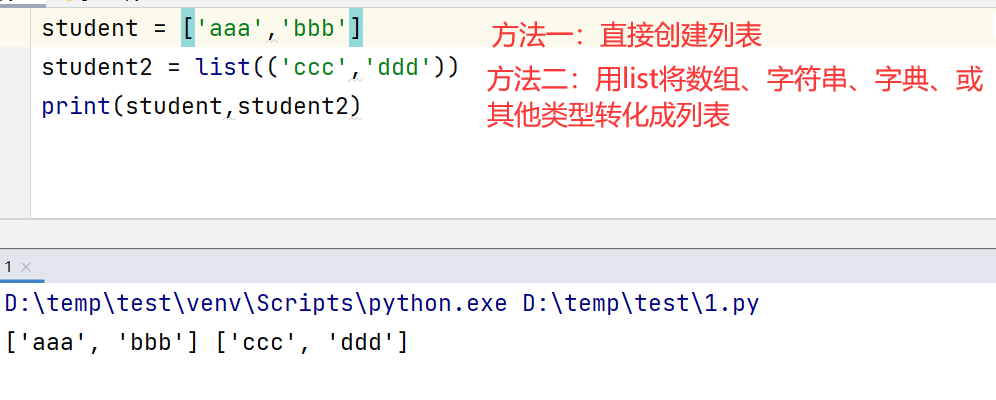 student = ['aaa','bbb']
方法一：直接创建列表
student2 = list(('ccc','ddd'))
方法二：用list将数组、字符串、字典、或
其他类型转化成列表
print(student,student2)
1 ×
D:\temp\test\venv\Scripts\python.exe D:\temp\test\1.py
['aaa', 'bbb'] ['ccc', 'ddd']